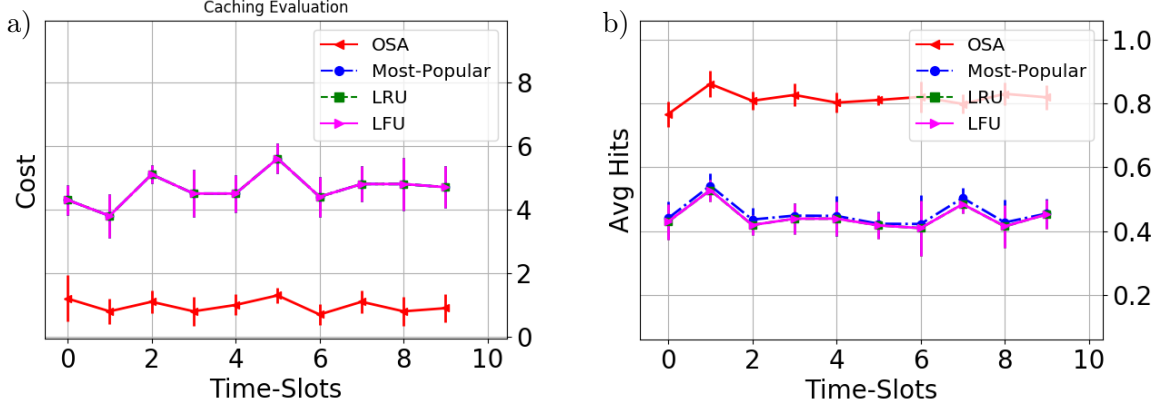 Caching Evaluation
a)
OSA
Most-Popular
LRU
LFU
8
6
4
2
0
Cost
0 2 4 6 8 10
Time-Slots
b)
OSA
Most-Popular
LRU
LFU
1.0
0.8
0.6
0.4
0.2
Avg Hits
0 2 4 6 8 10
Time-Slots